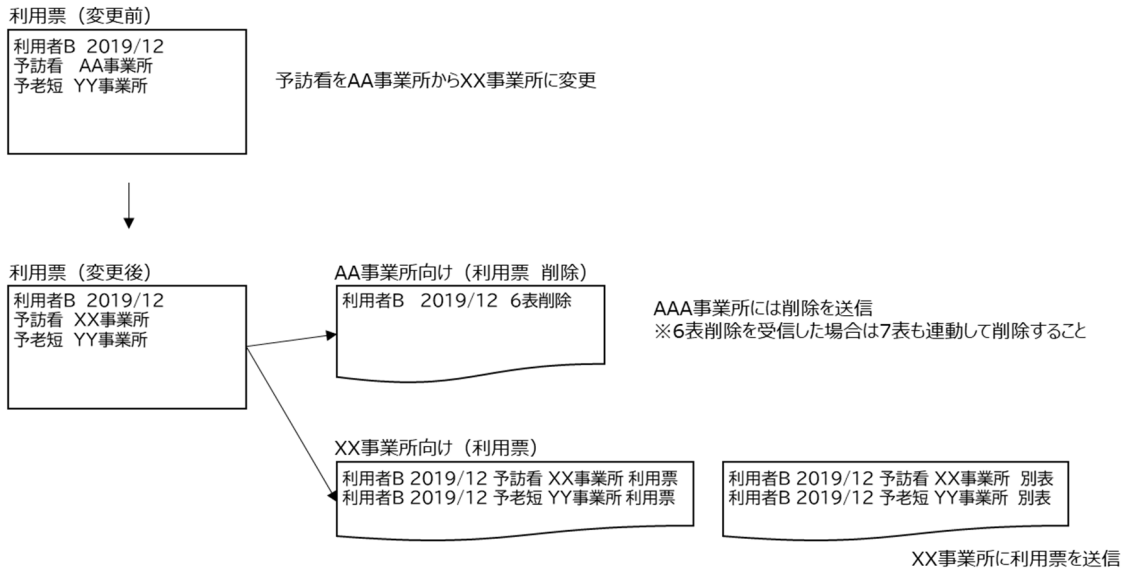 利用票（変更前）
利用者B 2019/12
予訪看 AA事業所
予老短 YY事業所
予訪看をAA事業所からXX事業所に変更
利用票（変更後）
利用者B 2019/12
予訪看 XX事業所
予老短 YY事業所
AA事業所向け（利用票 削除）
利用者B 2019/12 6表削除
AAA事業所には削除を送信
※6表削除を受信した場合は7表も連動して削除すること
XX事業所向け（利用票）
利用者B 2019/12 予訪看 XX事業所 利用票
利用者B 2019/12 予老短 YY事業所 利用票
利用者B 2019/12 予訪看 XX事業所 別表
利用者B 2019/12 予老短 YY事業所 別表
XX事業所に利用票を送信